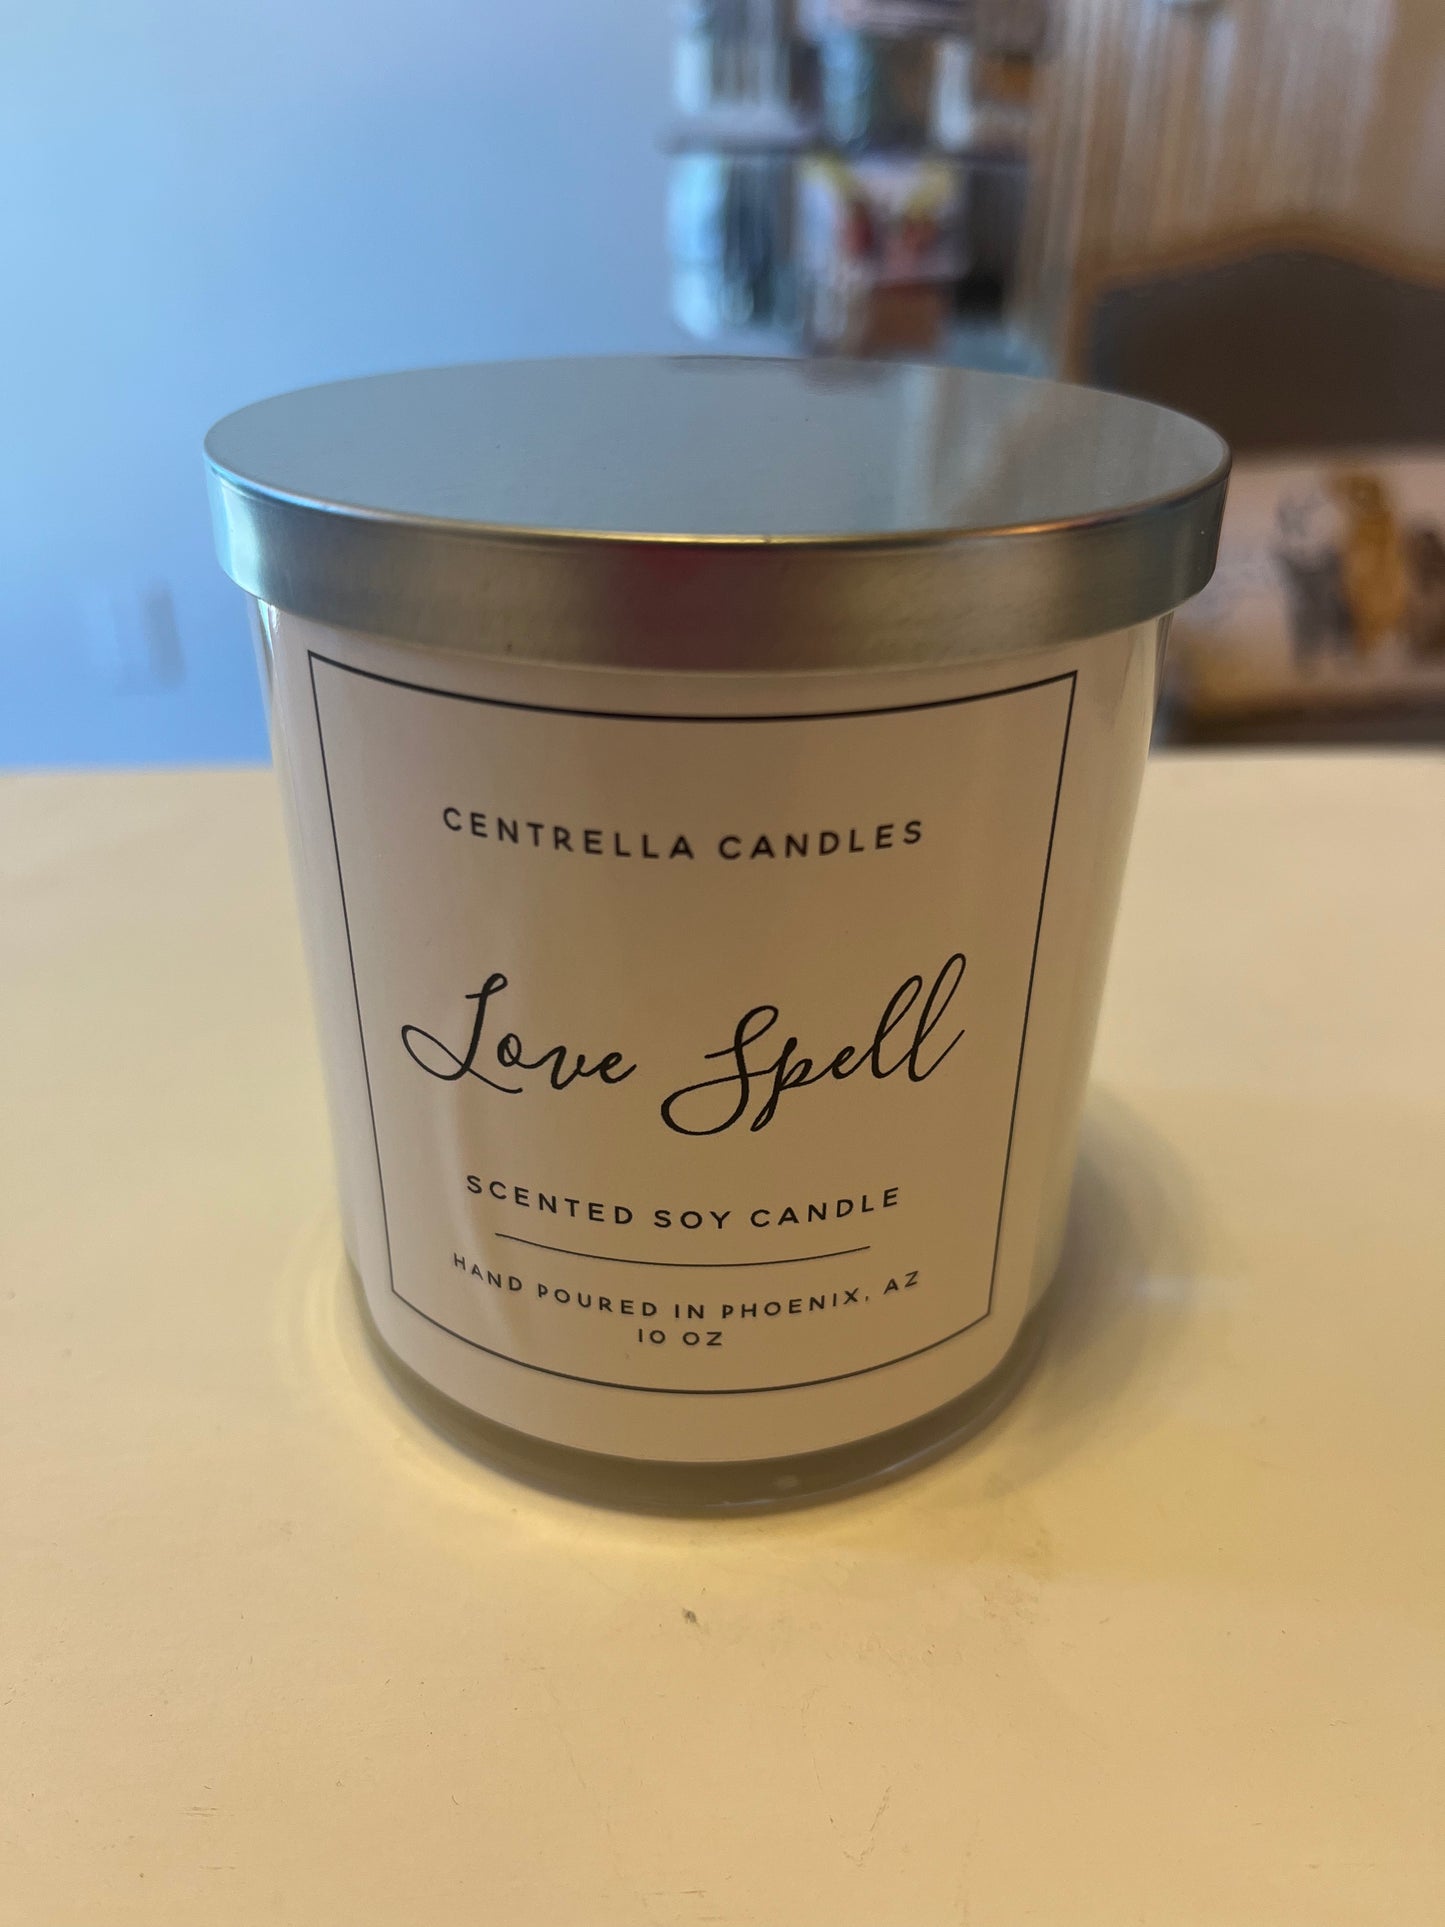 CENTRELLA CANDLES
Love Spell
SCENTED SOY CANDLE
HAND POURED IN PHOENIX, AZ
10 OZ